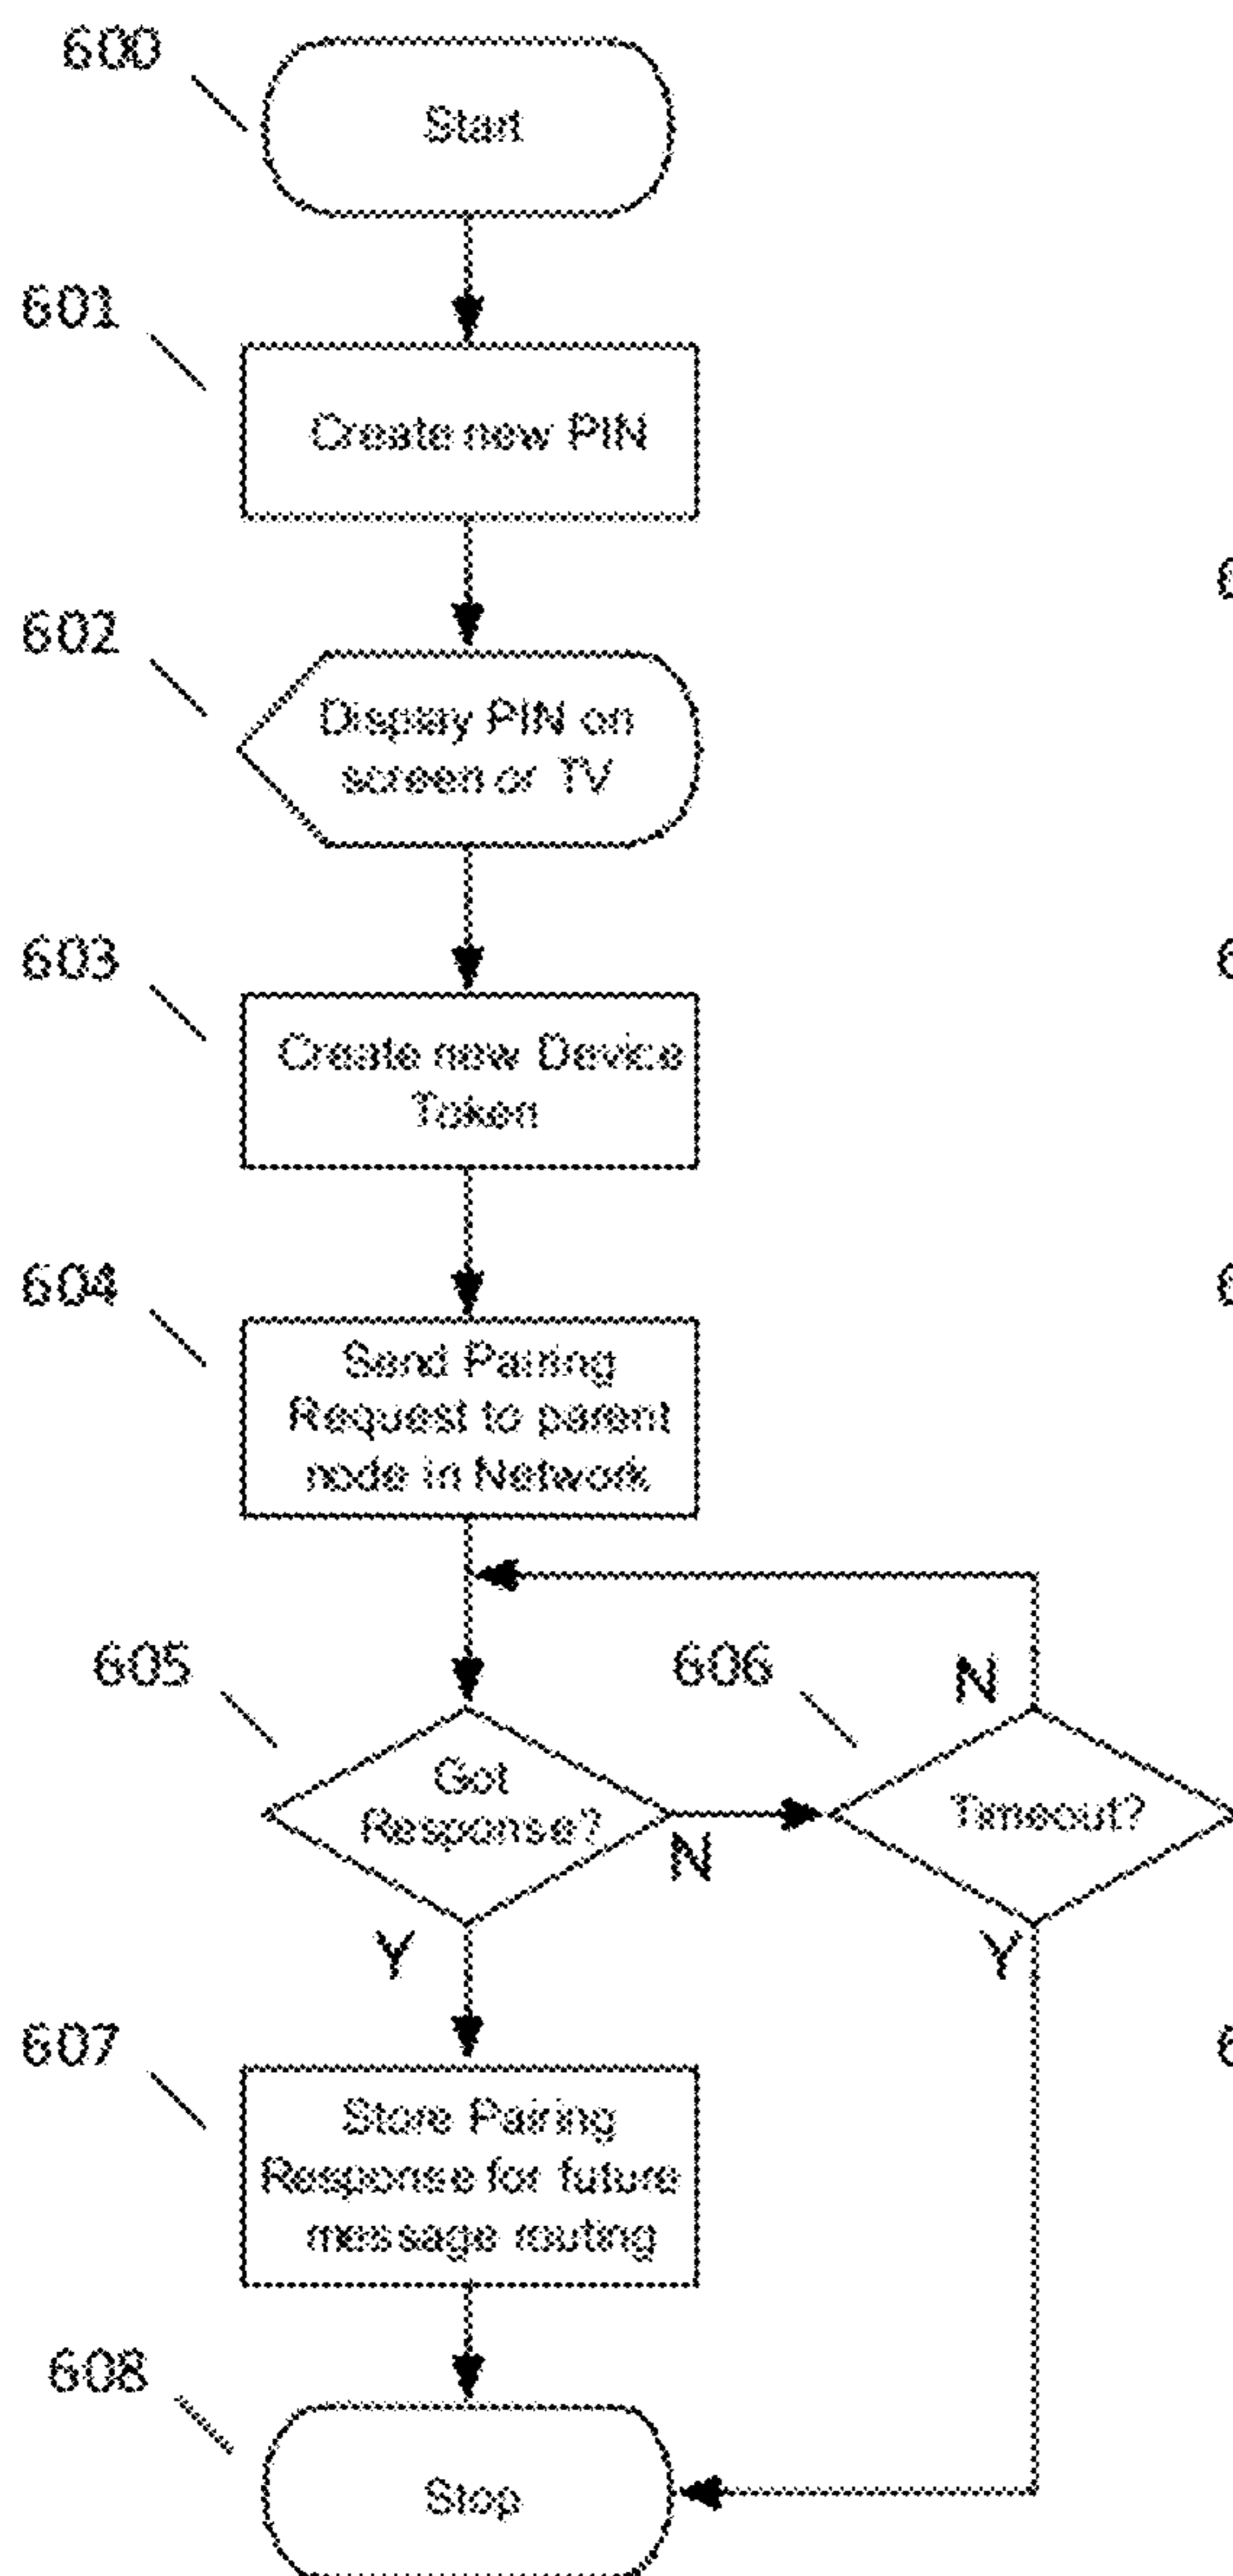 600
Start
601
Create new PIN
602
Display PIN on
screen or TV
603
Create new Device
Token
604
Send Pairing
Request to parent
node in Network
605
606
N
Got
Response?
Timeout?
N
Y
Y
607
Store Pairing
Response for future
message routing
608
Stop